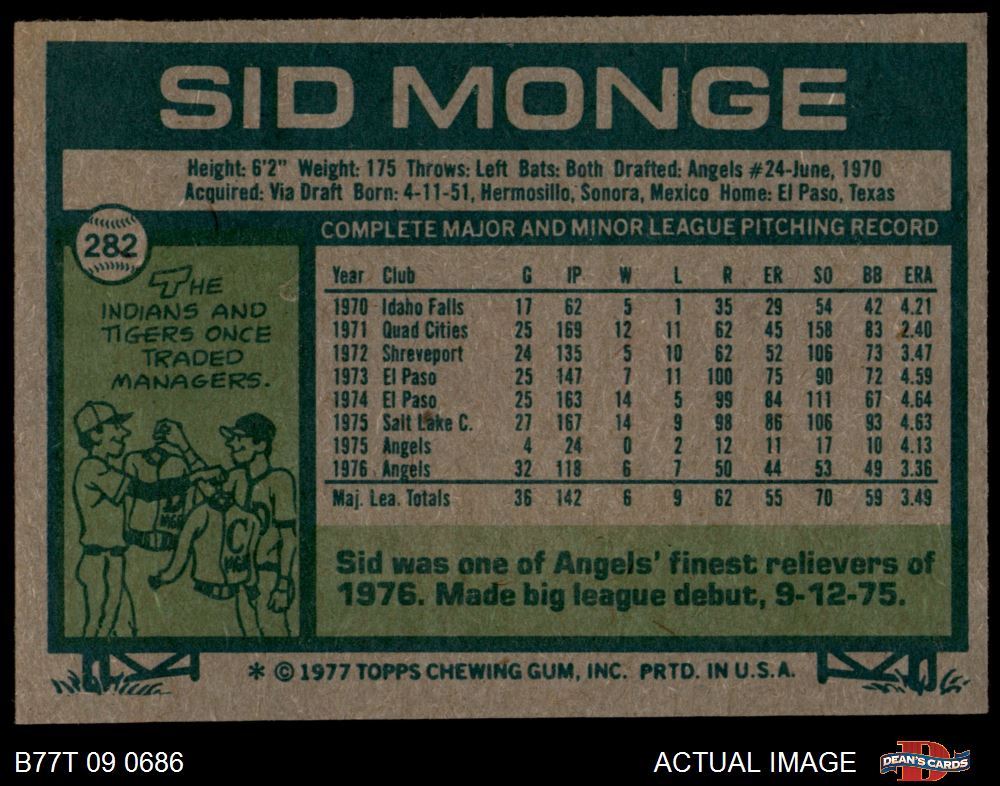 SID MONGE
Height: 6'2" Weight: 175 Throws: Left Bats: Both Drafted: Angels #24-June, 1970
Acquired: Via Draft Born: 4-11-51, Hermosillo, Sonora, Mexico Home: El Paso, Texas
282
THE
INDIANS AND
TIGERS ONCE
TRADED
MANAGERS.
C
MGR
COMPLETE MAJOR AND MINOR LEAGUE PITCHING RECORD
Year Club G IP W L R ER SO BB ERA
1970 Idaho Falls 17 62 5 1 35 29 54 42 4.21
1971 Quad Cities 25 169 12 11 62 45 158 83 2.40
1972 Shreveport 24 135 5 10 62 52 106 73 3.47
1973 El Paso 25 147 7 11 100 75 90 72 4.59
1974 El Paso 25 163 14 5 99 84 111 67 4.64
1975 Salt Lake C. 27 167 14 9 98 86 106 93 4.63
1975 Angels 4 24 0 2 12 11 17 10 4.13
1976 Angels 32 118 6 7 50 44 53 49 3.36
Maj. Lea. Totals 36 142 6 9 62 55 70 59 3.49
Sid was one of Angels' finest relievers of
1976. Made big league debut, 9-12-75.
* © 1977 TOPPS CHEWING GUM, INC. PRTD. IN U.S.A.
B77T 09 0686
ACTUAL IMAGE
D
DEAN'S CARDS